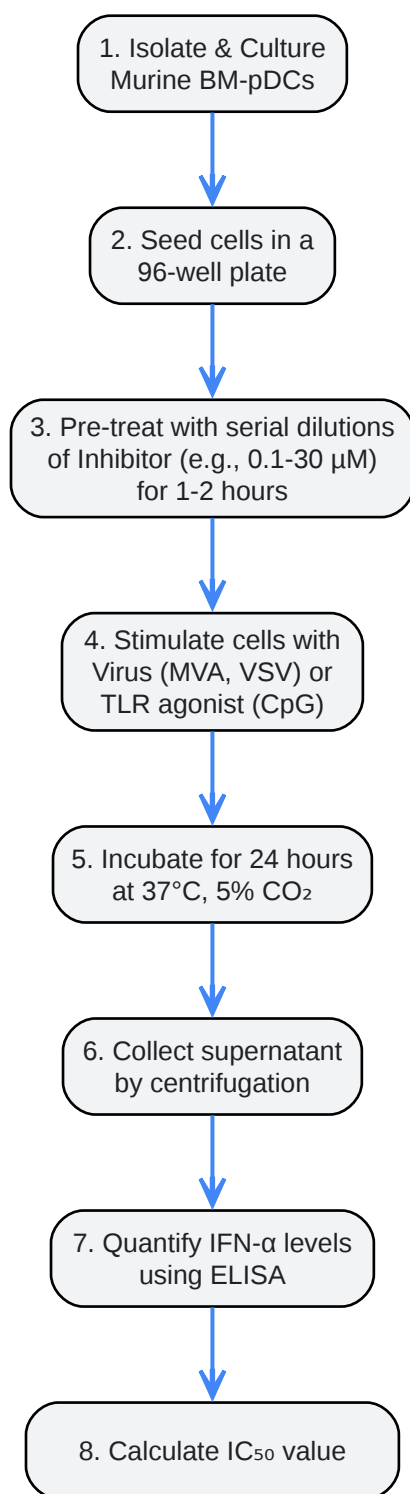 1. Isolate & Culture
Murine BM-pDCs
2. Seed cells in a
96-well plate
3. Pre-treat with serial dilutions
of Inhibitor (e.g., 0.1-30 µM)
for 1-2 hours
4. Stimulate cells with
Virus (MVA, VSV) or
TLR agonist (CpG)
5. Incubate for 24 hours
at 37°C, 5% CO₂
6. Collect supernatant
by centrifugation
7. Quantify IFN-α levels
using ELISA
8. Calculate IC₅₀ value